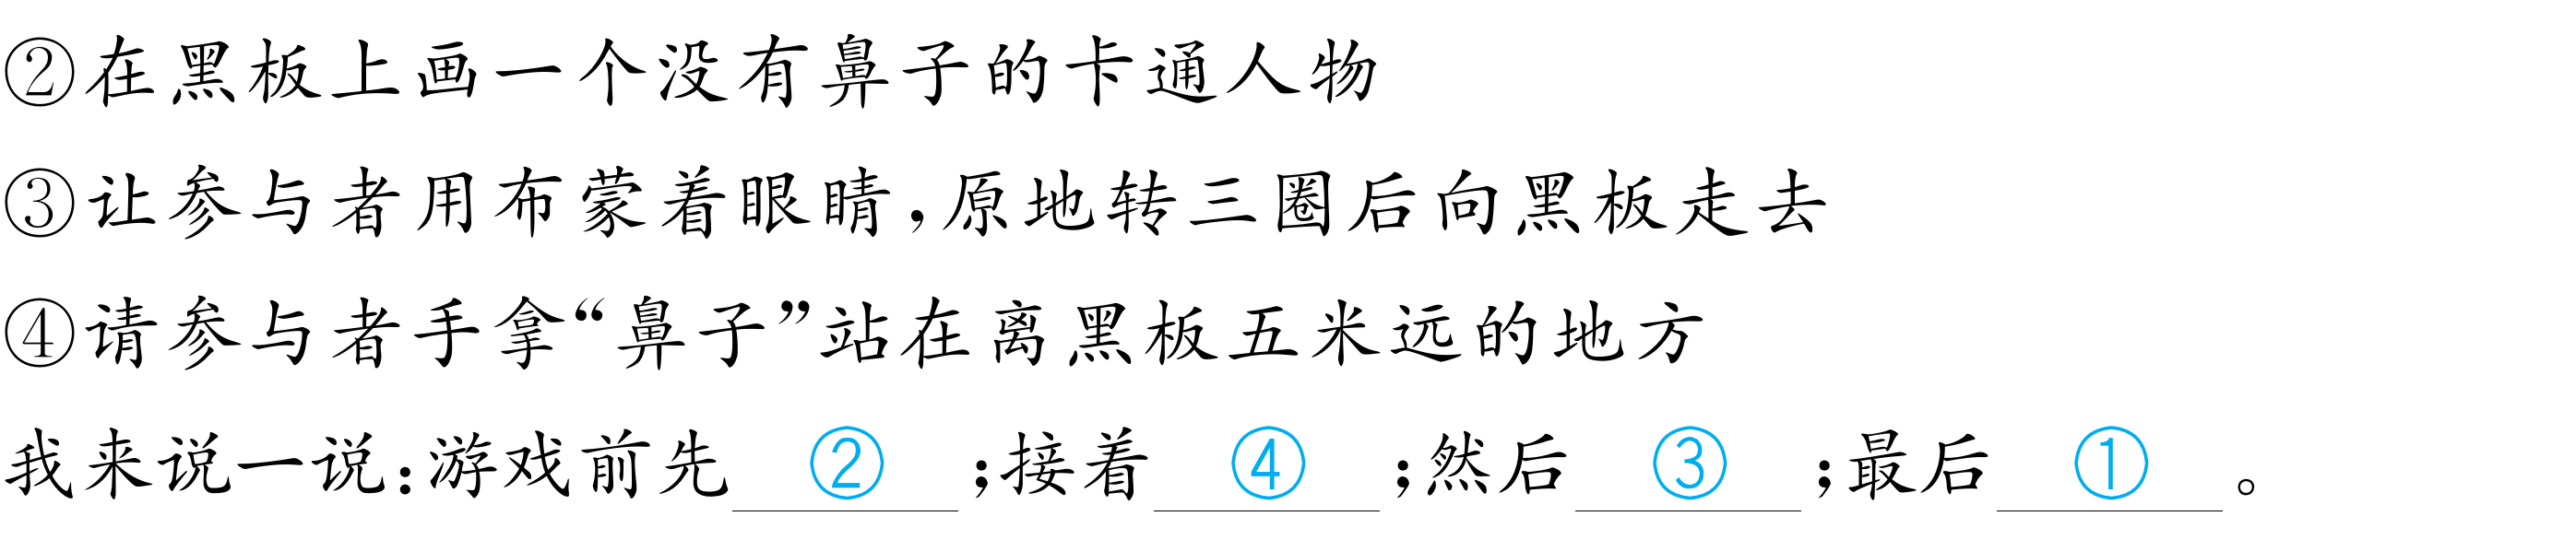 ②在黑板上画一个没有鼻子的卡通人物
③让参与者用布蒙着眼睛,原地转三圈后向黑板走去
④请参与者手拿“鼻子”站在离黑板五米远的地方
我来说一说:游戏前先 ② ;接着 ④ ;然后 ③ ;最后 ① 。